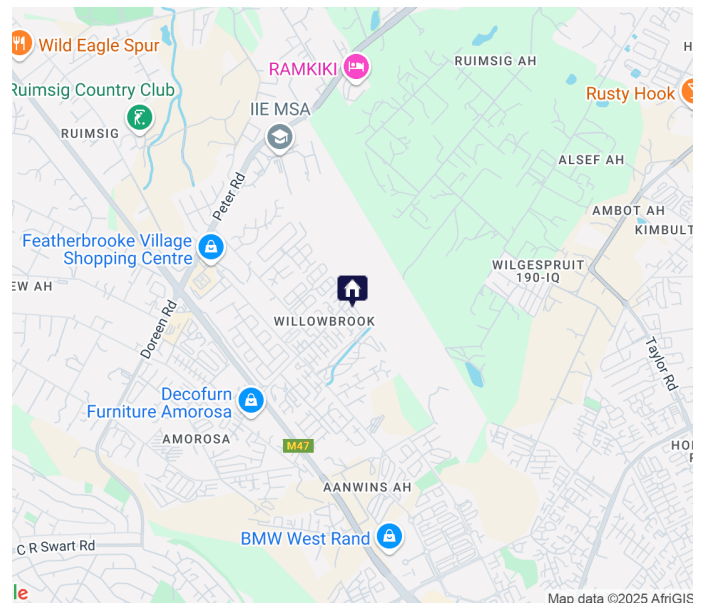 Wild Eagle Spur
RAMKIKI
RUIMSIG AH
H
Ruimsig Country Club
Rusty Hook
IIE MSA
RUIMSIG
ALSEF AH
Peter Rd
AMBOT AH
KIMBULT
Featherbrooke Village
Shopping Centre
WILGESPRUIT
190-IQ
EW AH
WILLOWBROOK
Doreen Rd
Taylor Rd
Decofurn
Furniture Amorosa
AMOROSA
M47
HO
AANWINS AH
BMW West Rand
C R Swart Rd
le
Map data ©2025 AfriGIS